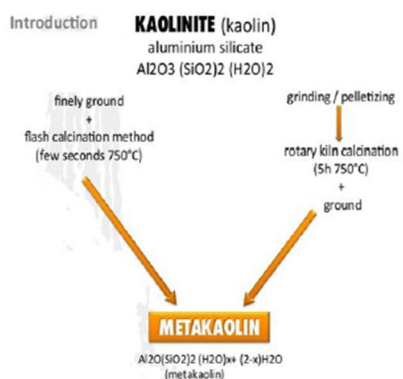 Introduction
KAOLINITE (kaolin)
aluminium silicate
Al2O3 (SiO2)2 (H2O)2
finely ground
+
flash calcination method
(few seconds 750°C)
grinding / pelletizing
rotary kiln calcination
(5h 750°C)
+
ground
METAKAOLIN
Al2O(SiO2)2 (H2O)x+ (2-x)H2O
(metakaolin)